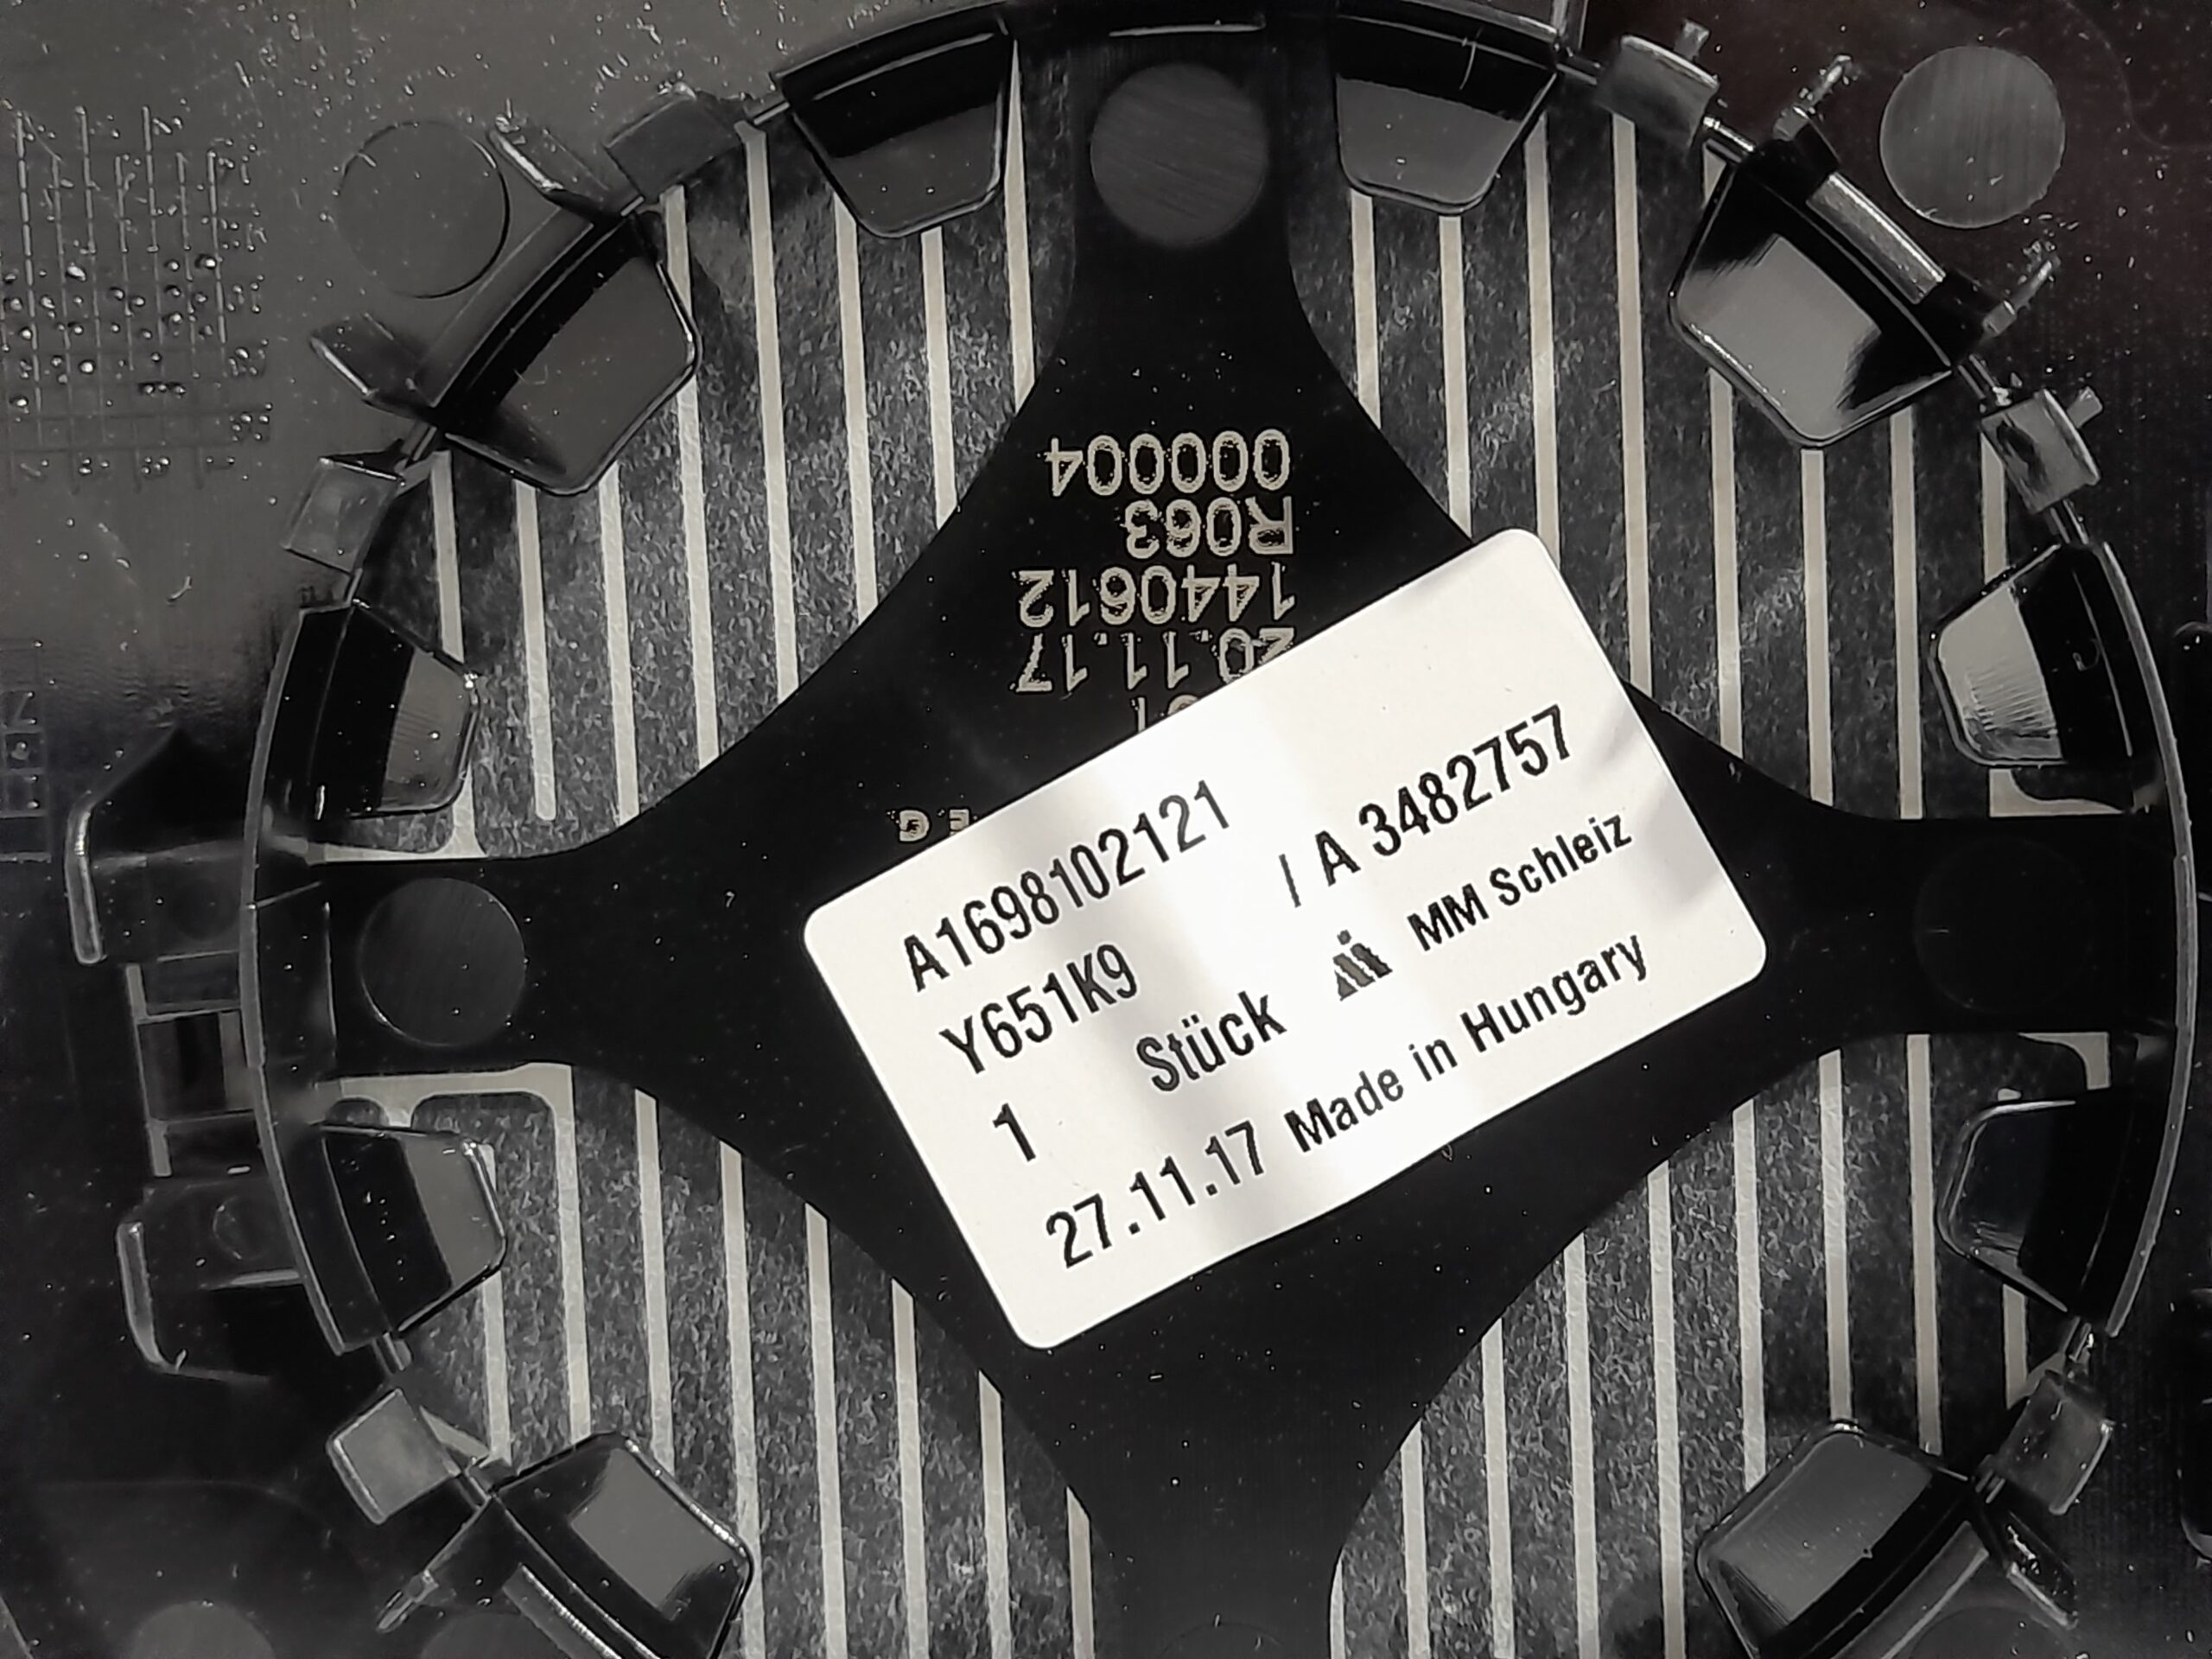 A1698102121
Y651K9 / A 3482757
1 Stück MM Schleiz
27.11.17 Made in Hungary
20.11.17
1440612
R063
000004